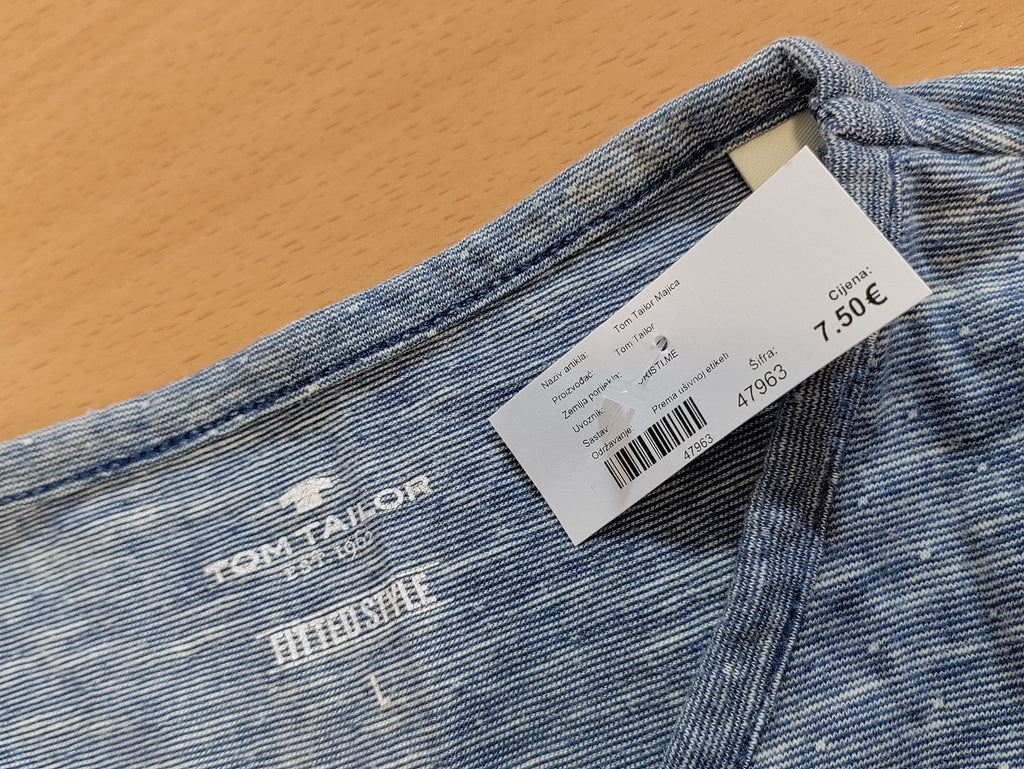 Naziv artikla: Tom Tailor Majica
Proizvođač: Tom Tailor
Zemlja porijekla:
Uvoznik
Sastav
Održavanje: Prema ušivnoj etiketi
47963
Šifra:
47963
Cijena:
7.50€
TOM TAILOR
EST. 1962
FITTED STYLE
L